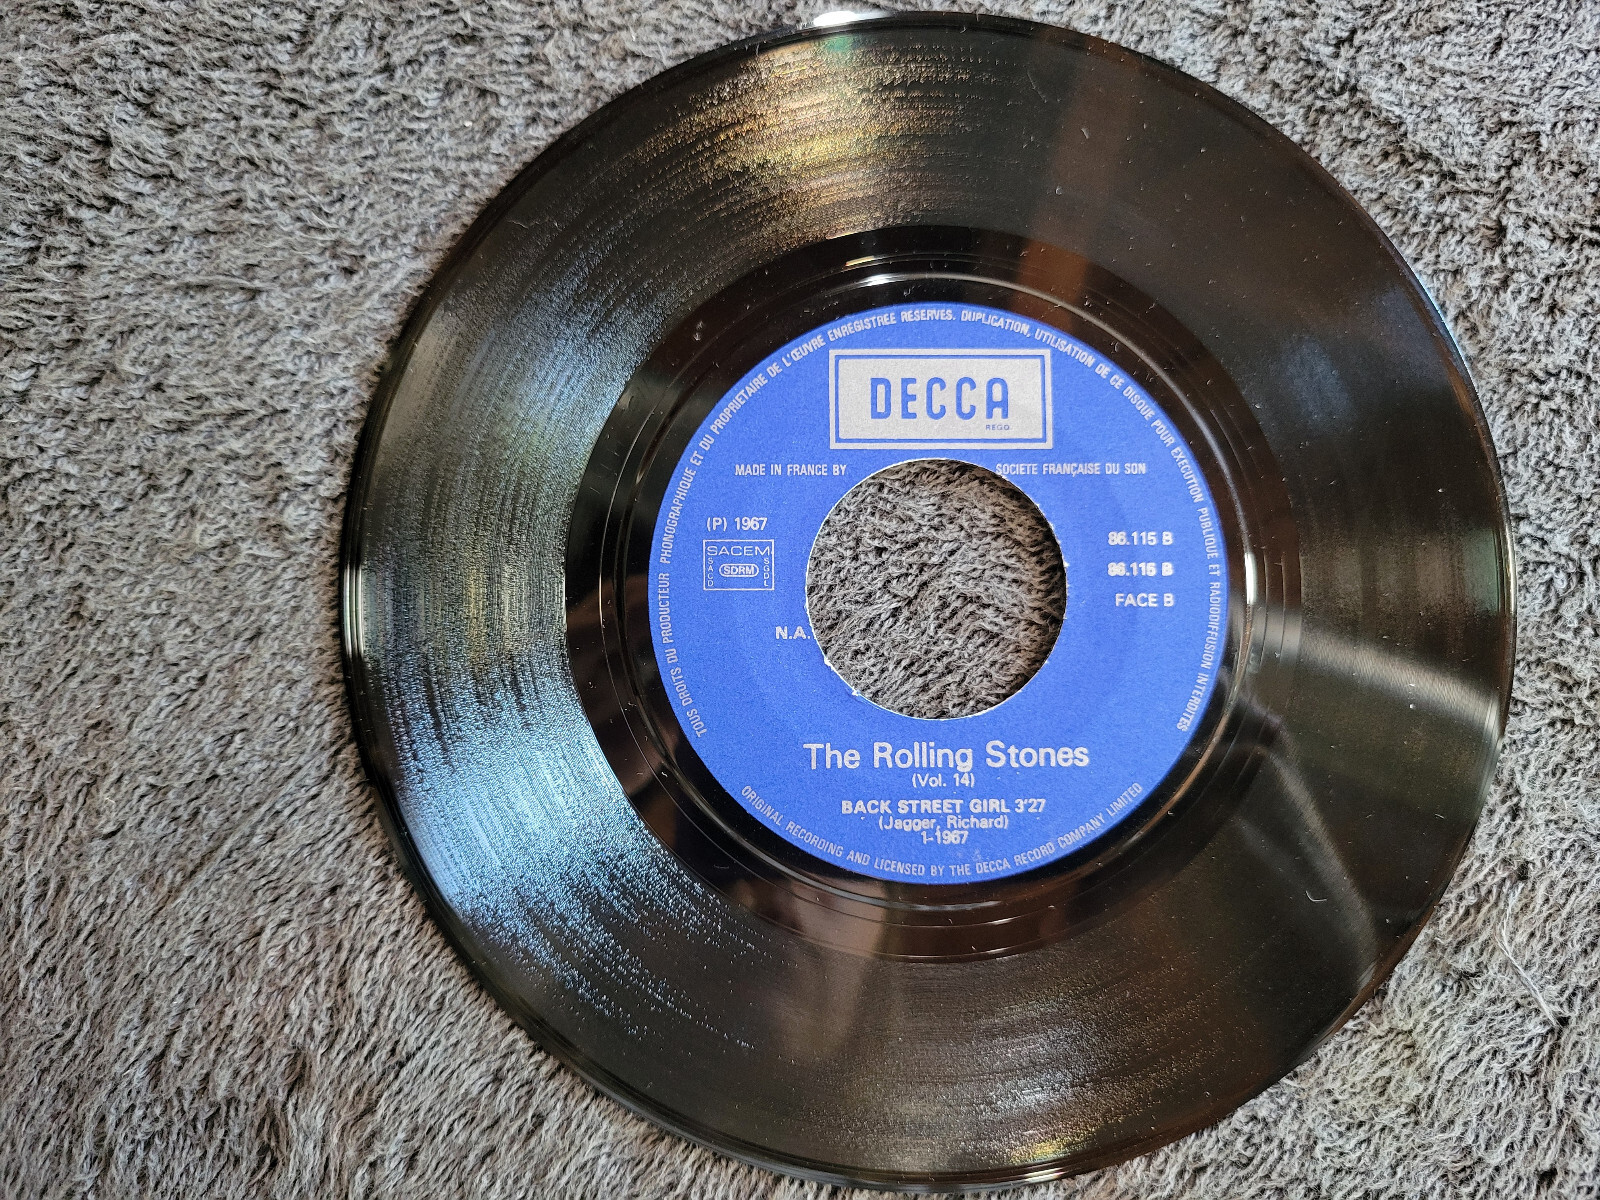 TOUS DROITS DU PRODUCTEUR PHONOGRAPHIQUE ET DU PROPRIETAIRE DE L'ŒUVRE ENREGISTREE RESERVES. DUPLICATION, UTILISATION DE CE DISQUE POUR EXECUTION PUBLIQUE ET RADIODIFFUSION INTERDITES
DECCA
REGD
MADE IN FRANCE BY SOCIETE FRANÇAISE DU SON
(P) 1967
SACEM
SACD
SDRM
SGDL
86.115 B
86.115 B
FACE B
N.A.
The Rolling Stones
(Vol. 14)
BACK STREET GIRL 3'27
(Jagger, Richard)
1-1967
ORIGINAL RECORDING AND LICENSED BY THE DECCA RECORD COMPANY LIMITED